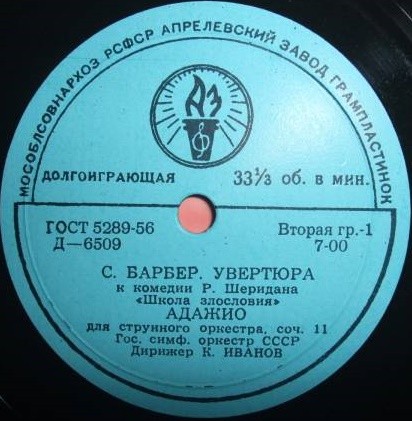 МОСОБЛСОВНАРХОЗ РСФСР АПРЕЛЕВСКИЙ ЗАВОД ГРАМПЛАСТИНОК
АЗ
ДОЛГОИГРАЮЩАЯ 33⅓ об. в мин.
ГОСТ 5289-56 Вторая гр.-1
Д—6509 7-00
С. БАРБЕР. УВЕРТЮРА
к комедии Р. Шеридана
«Школа злословия»
АДАЖИО
для струнного оркестра, соч. 11
Гос. симф. оркестр СССР
Дирижер К. ИВАНОВ